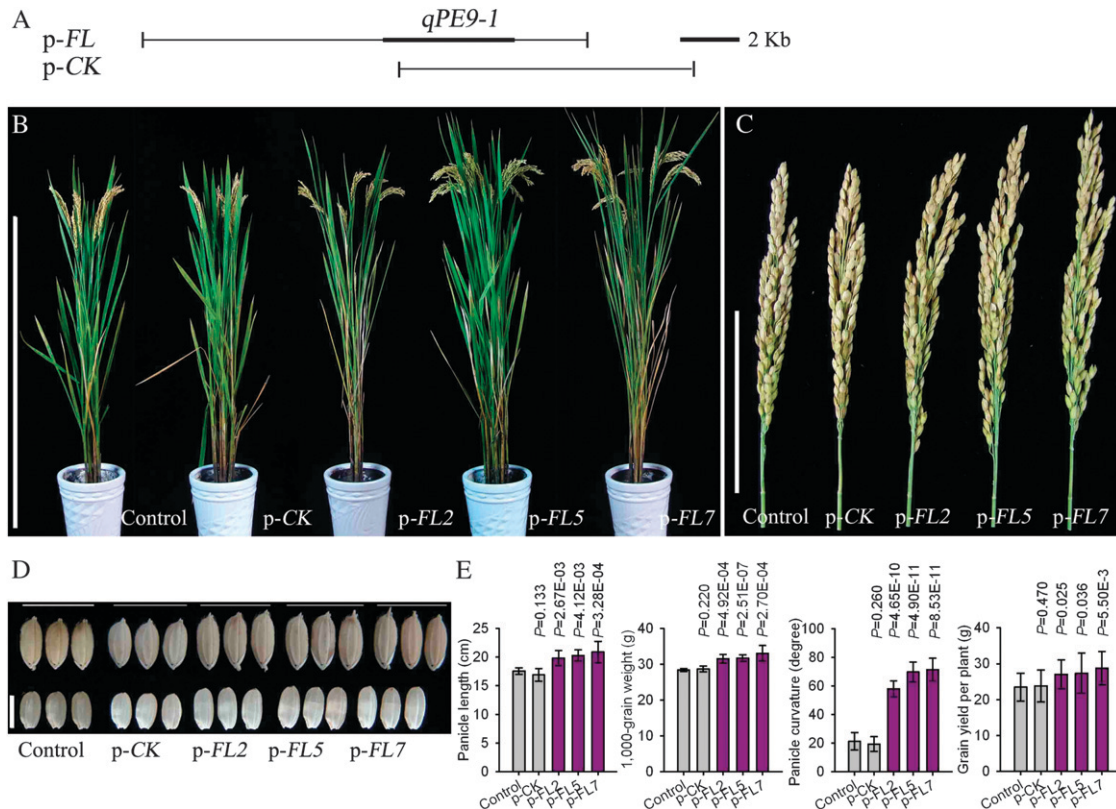 A
qPE9-1
p-FL
2 Kb
p-CK
B
Control
p-CK
p-FL2
p-FL5
p-FL7
C
Control
p-CK
p-FL2
p-FL5
p-FL7
D
Control
p-CK
p-FL2
p-FL5
p-FL7
E
Panicle length (cm)
25
20
15
10
5
0
P=0.133
P=2.67E-03
P=4.12E-03
P=3.28E-04
Control
p-CK
p-FL2
p-FL5
p-FL7
1,000-grain weight (g)
40
30
20
10
0
P=0.220
P=4.92E-04
P=2.51E-07
P=2.70E-04
Control
p-CK
p-FL2
p-FL5
p-FL7
Panicle curvature (degree)
100
80
60
40
20
0
P=0.260
P=4.65E-10
P=4.90E-11
P=8.53E-11
Control
p-CK
p-FL2
p-FL5
p-FL7
Grain yield per plant (g)
40
30
20
10
0
P=0.470
P=0.025
P=0.036
P=5.50E-3
Control
p-CK
p-FL2
p-FL5
p-FL7